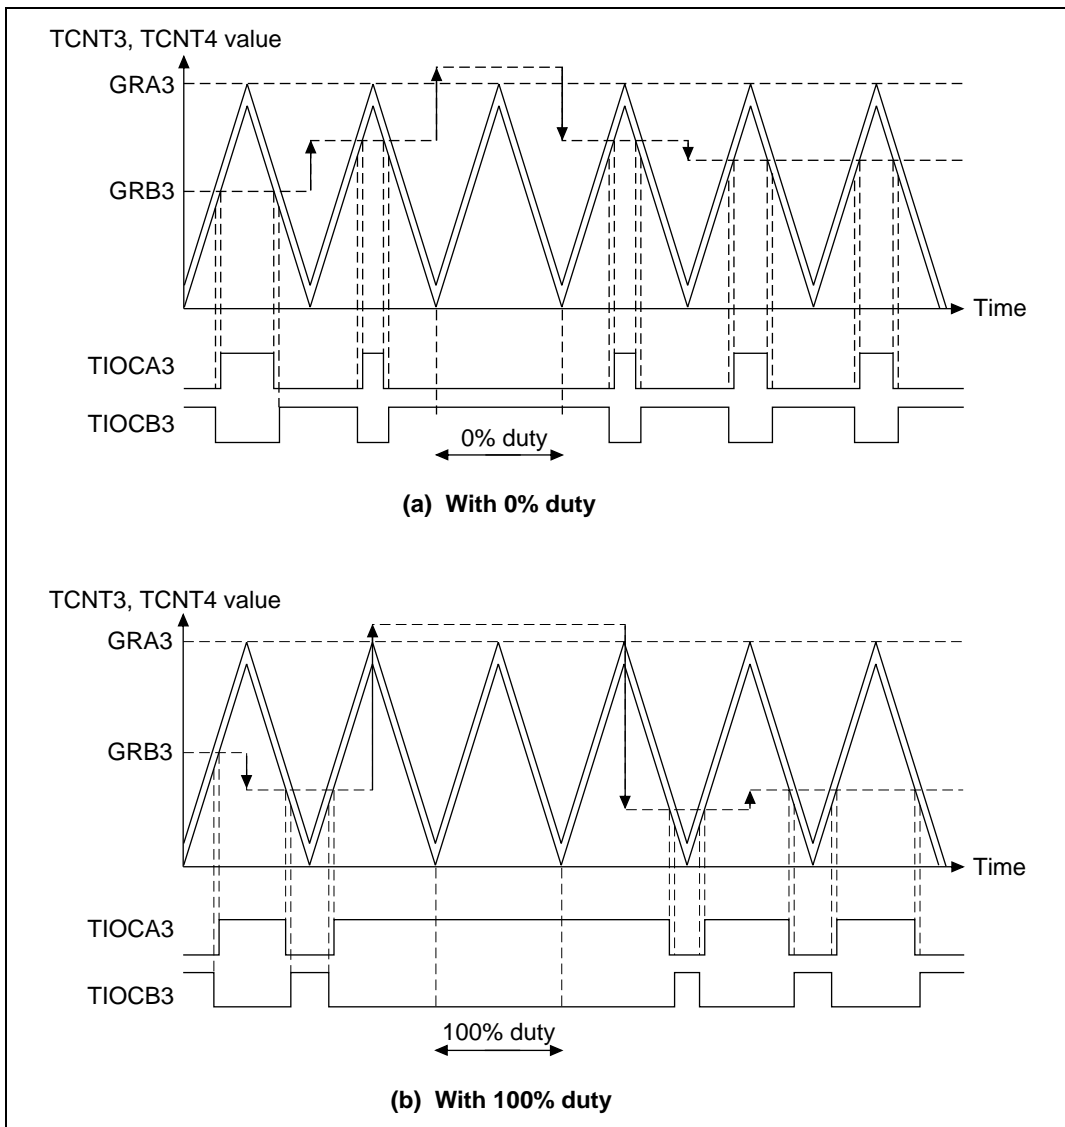 TCNT3, TCNT4 value
GRA3
GRB3
Time
TIOCA3
TIOCB3
0% duty
(a) With 0% duty
TCNT3, TCNT4 value
GRA3
GRB3
Time
TIOCA3
TIOCB3
100% duty
(b) With 100% duty